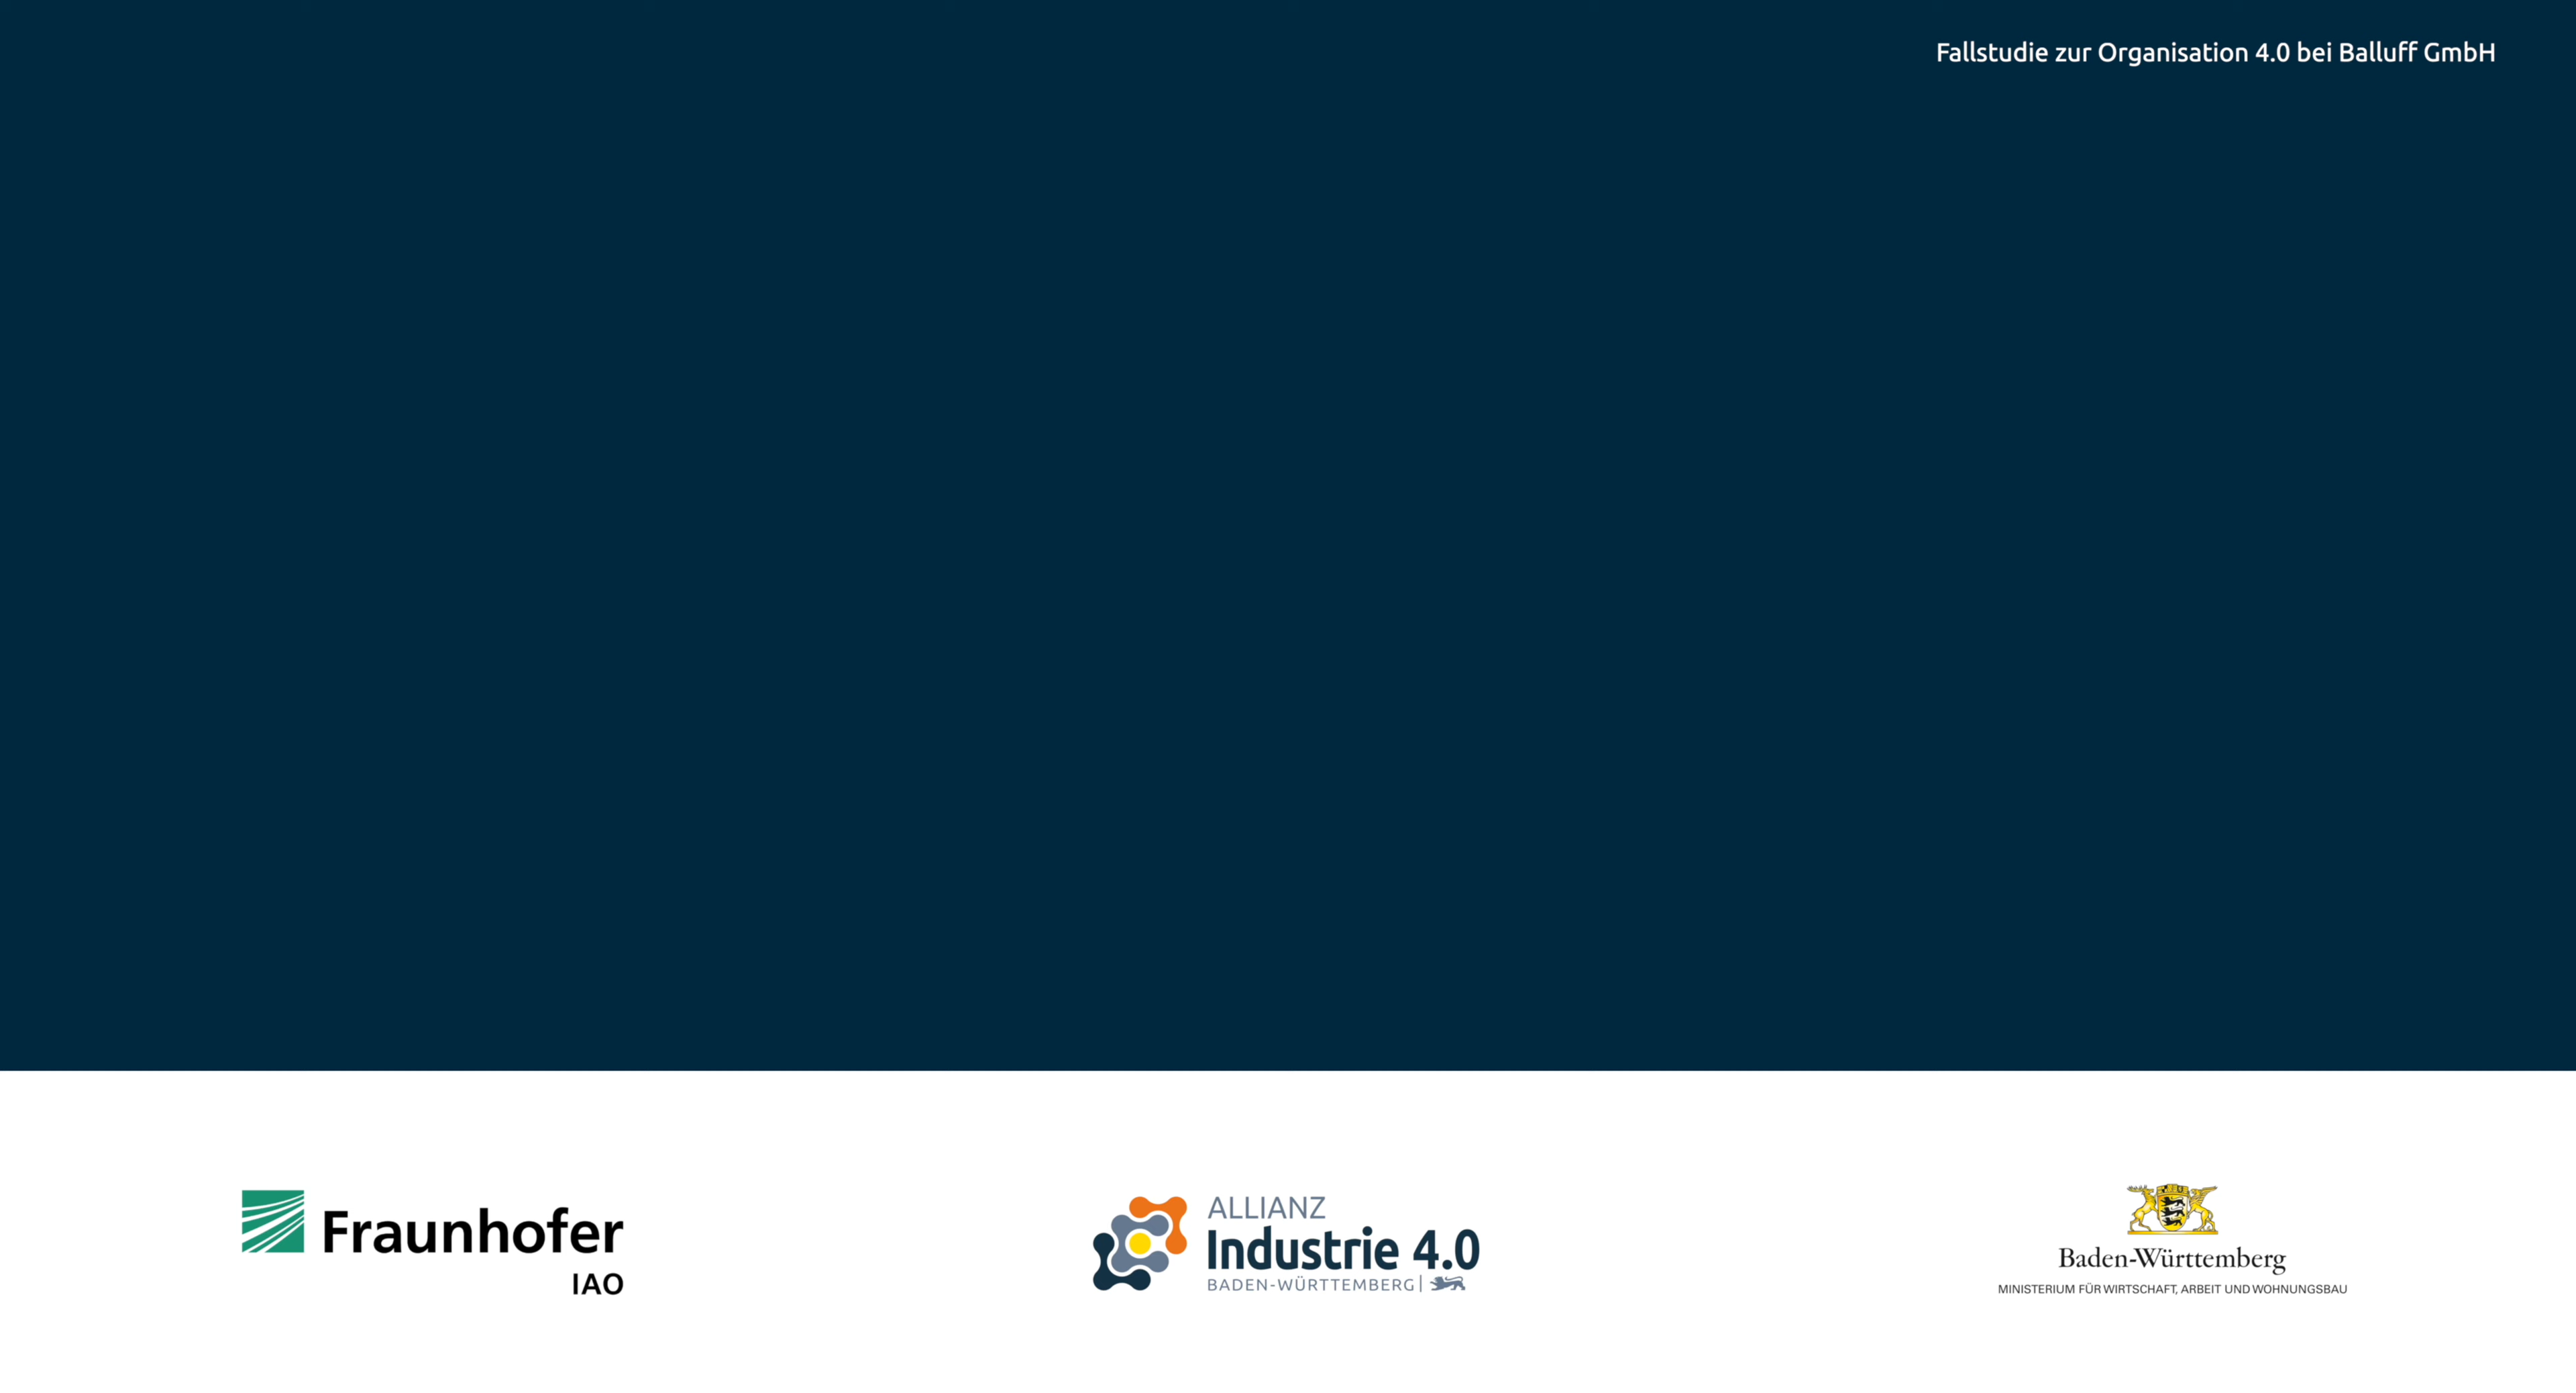 Fallstudie zur Organisation 4.0 bei Balluff GmbH
Fraunhofer
IAO
ALLIANZ
Industrie 4.0
BADEN-WÜRTTEMBERG
Baden-Württemberg
MINISTERIUM FÜR WIRTSCHAFT, ARBEIT UND WOHNUNGSBAU